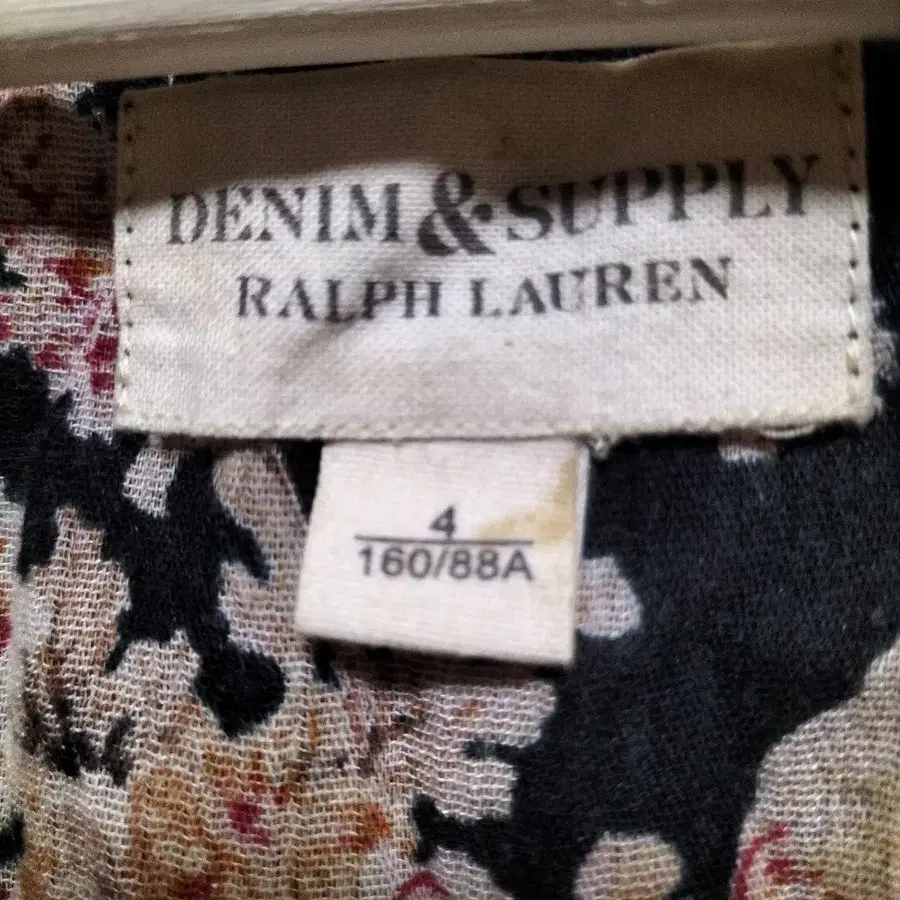 DENIM & SUPPLY
RALPH LAUREN
4
160/88A